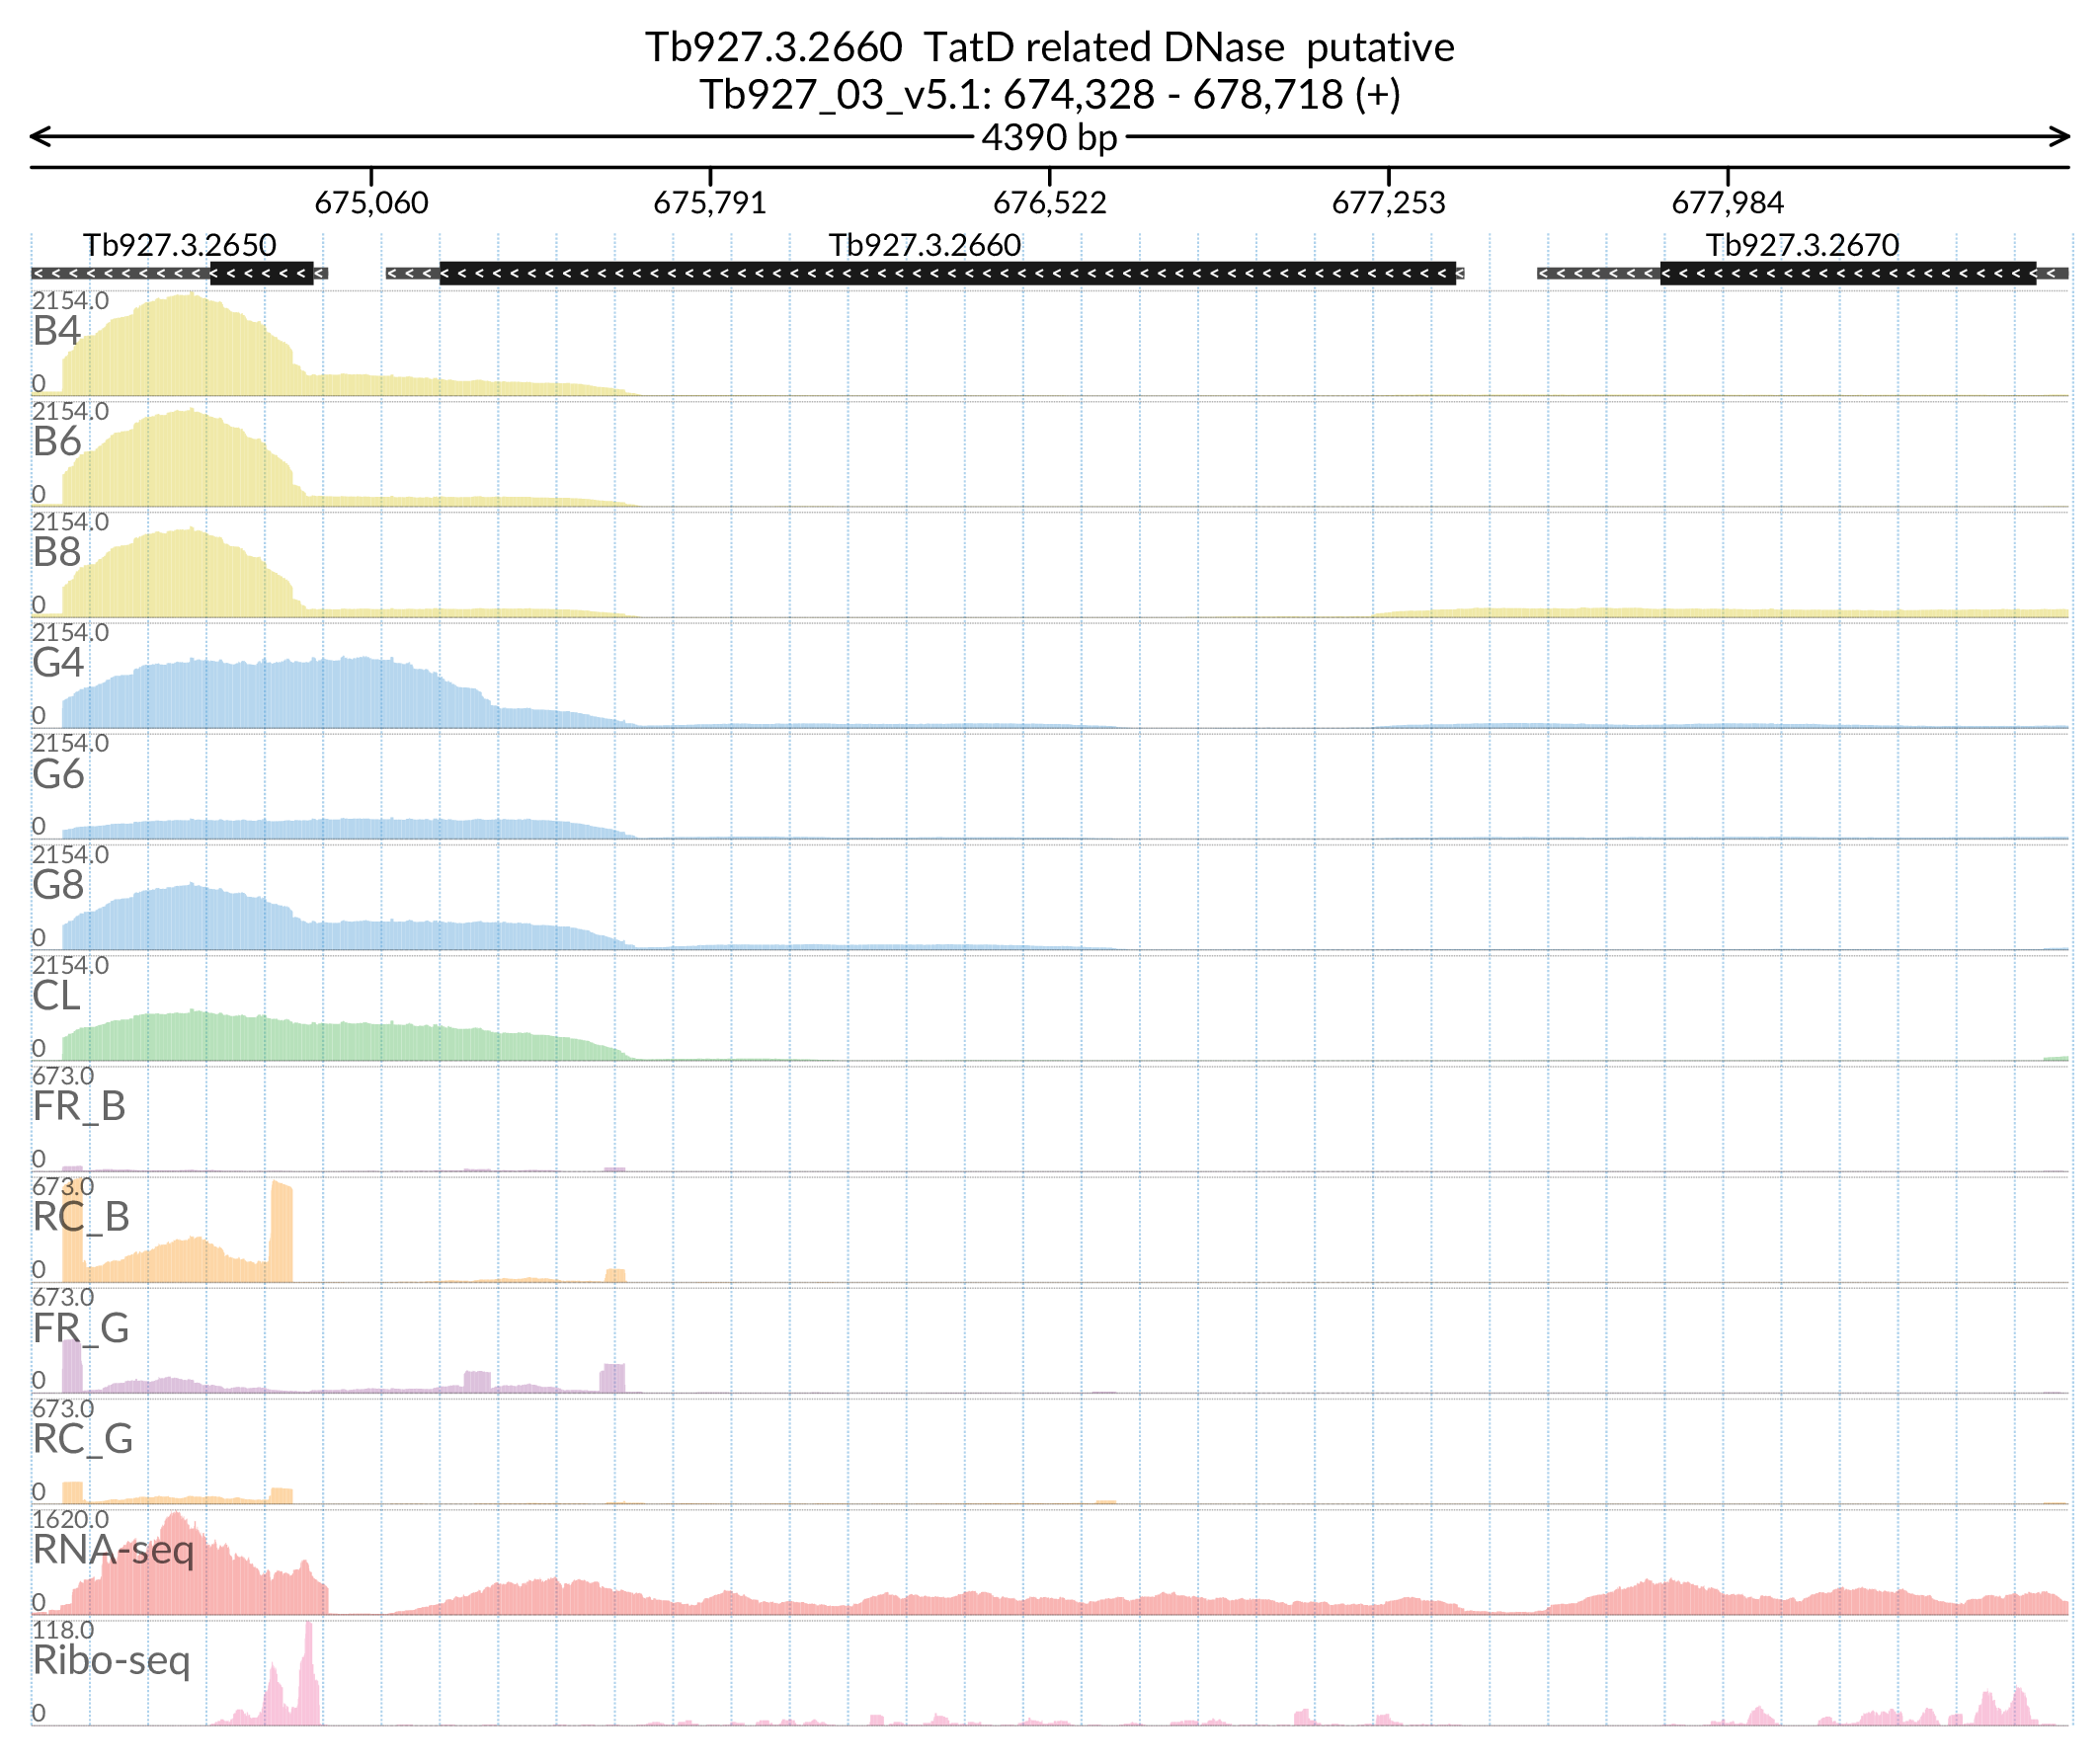 Tb927.3.2660  TatD related DNase  putative
Tb927_03_v5.1: 674,328 - 678,718 (+)
4390 bp
675,060 675,791 676,522 677,253 677,984
Tb927.3.2650 Tb927.3.2660 Tb927.3.2670
2154.0
B4
0
2154.0
B6
0
2154.0
B8
0
2154.0
G4
0
2154.0
G6
0
2154.0
G8
0
2154.0
CL
0
673.0
FR_B
0
673.0
RC_B
0
673.0
FR_G
0
673.0
RC_G
0
1620.0
RNA-seq
0
118.0
Ribo-seq
0